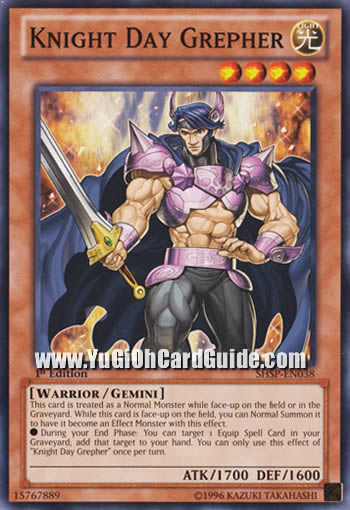 KNIGHT DAY GREPHER
LIGHT
光
www.YuGiOhCardGuide.com
1st Edition
SHSP-EN038
[WARRIOR / GEMINI]
This card is treated as a Normal Monster while face-up on the field or in the
Graveyard. While this card is face-up on the field, you can Normal Summon it
to have it become an Effect Monster with this effect.
● During your End Phase: You can target 1 Equip Spell Card in your
Graveyard; add that target to your hand. You can only use this effect of
"Knight Day Grepher" once per turn.
ATK/1700 DEF/1600
15767889
©1996 KAZUKI TAKAHASHI